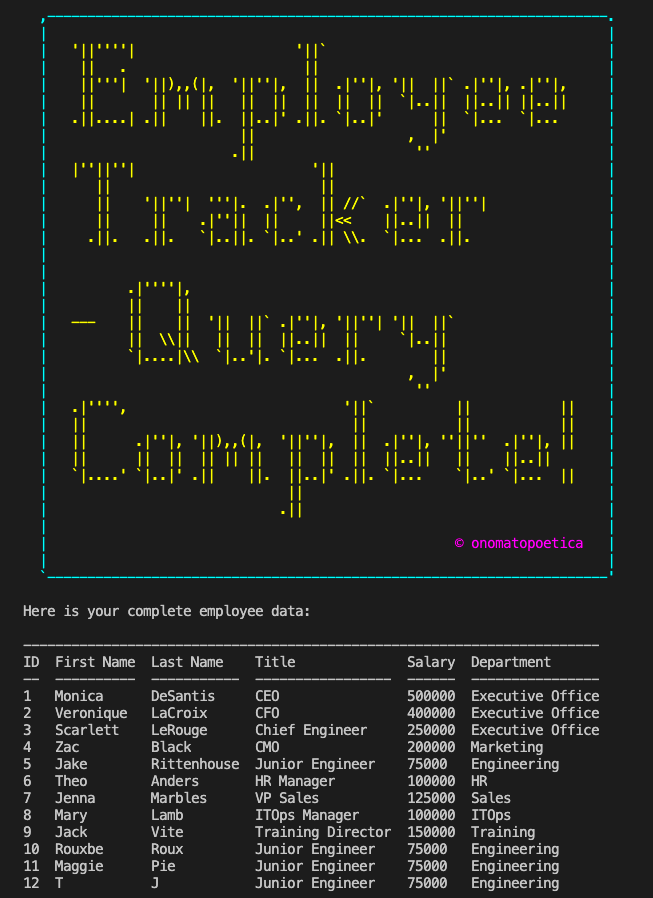 Employee
Tracker
- Query
Complete!
© onomatopoetica
Here is your complete employee data:
ID First Name Last Name Title Salary Department
1 Monica DeSantis CEO 500000 Executive Office
2 Veronique LaCroix CFO 400000 Executive Office
3 Scarlett LeRouge Chief Engineer 250000 Executive Office
4 Zac Black CMO 200000 Marketing
5 Jake Rittenhouse Junior Engineer 75000 Engineering
6 Theo Anders HR Manager 100000 HR
7 Jenna Marbles VP Sales 125000 Sales
8 Mary Lamb ITOps Manager 100000 ITOps
9 Jack Vite Training Director 150000 Training
10 Rouxbe Roux Junior Engineer 75000 Engineering
11 Maggie Pie Junior Engineer 75000 Engineering
12 T J Junior Engineer 75000 Engineering